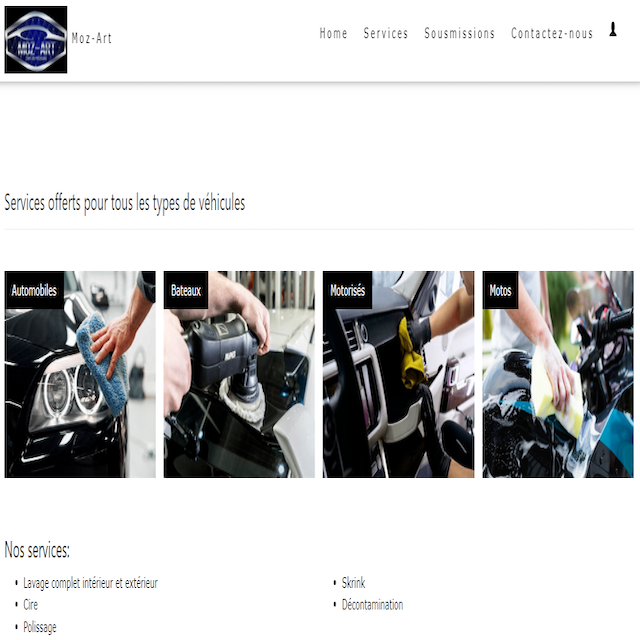 MOZ-ART
Moz-Art
Home Services Sousmissions Contactez-nous
Services offerts pour tous les types de véhicules
Automobiles
Bateaux
Motorisés
Motos
Nos services:
• Lavage complet intérieur et extérieur
• Cire
• Polissage
• Skrink
• Décontamination